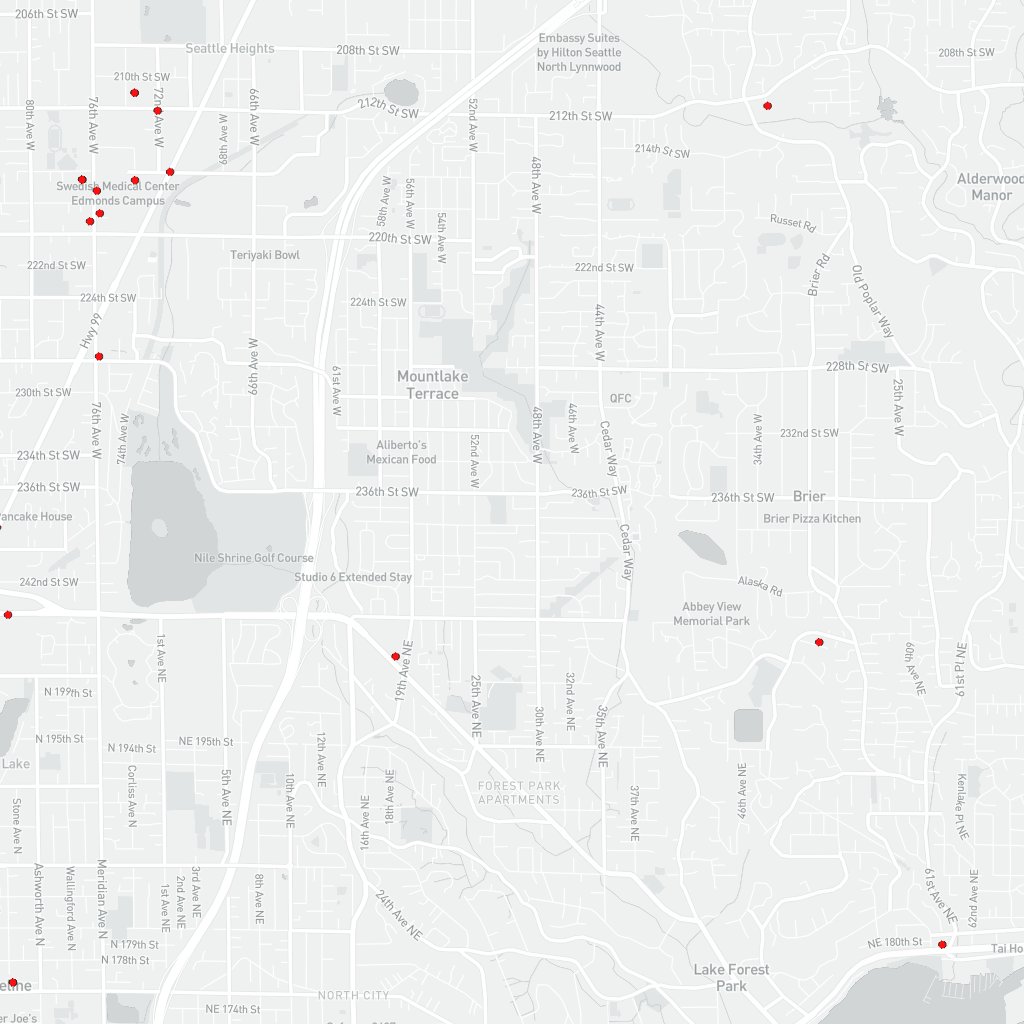 206th St SW
Seattle Heights
208th St SW
Embassy Suites
by Hilton Seattle
North Lynnwood
208th St SW
210th St SW
212th St SW
212th St SW
80th Ave W
76th Ave W
72nd Ave W
68th Ave W
66th Ave W
52nd Ave W
214th St SW
48th Ave W
Swedish Medical Center
Edmonds Campus
58th Ave W
56th Ave W
54th Ave W
Alderwood
Manor
Russet Rd
220th St SW
Teriyaki Bowl
222nd St SW
222nd St SW
Brier Rd
Old Poplar Way
224th St SW
224th St SW
Hwy 99
44th Ave W
66th Ave W
61st Ave W
Mountlake
Terrace
228th St SW
25th Ave W
230th St SW
QFC
76th Ave W
74th Ave W
48th Ave W
46th Ave W
Cedar Way
34th Ave W
232nd St SW
Aliberto's
Mexican Food
52nd Ave W
234th St SW
236th St SW
236th St SW
236th St SW
236th St SW
Brier
Pancake House
Brier Pizza Kitchen
Cedar Way
Nile Shrine Golf Course
Studio 6 Extended Stay
242nd St SW
Alaska Rd
Abbey View
Memorial Park
1st Ave NE
19th Ave NE
60th Ave NE
61st Pl NE
N 199th St
25th Ave NE
32nd Ave NE
30th Ave NE
35th Ave NE
N 195th St
N 194th St
NE 195th St
12th Ave NE
Lake
Corliss Ave N
5th Ave NE
10th Ave NE
16th Ave NE
18th Ave NE
FOREST PARK
APARTMENTS
37th Ave NE
46th Ave NE
Kenlake Pl NE
Stone Ave N
Ashworth Ave N
Wallingford Ave N
Meridian Ave N
1st Ave NE
2nd Ave NE
3rd Ave NE
8th Ave NE
24th Ave NE
61st Ave NE
62nd Ave NE
N 179th St
N 178th St
NE 180th St
Tai Ho
Lake Forest
Park
eline
NORTH CITY
NE 174th St
er Joe's